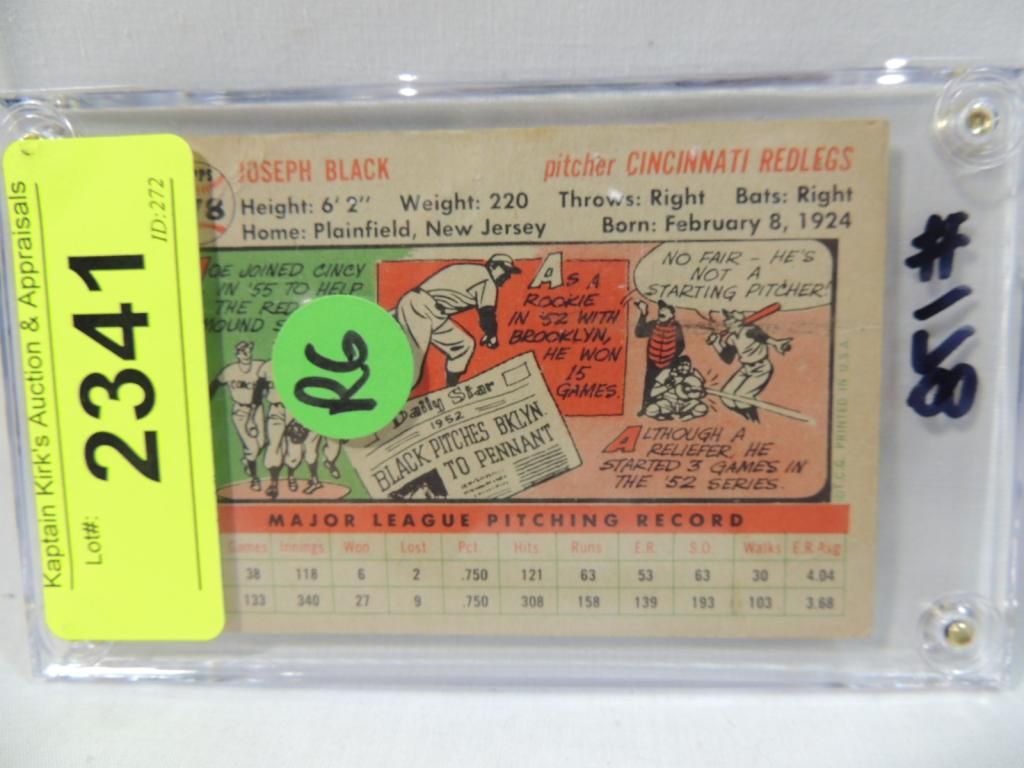 Kaptain Kirk's Auction & Appraisals
Lot#: 2341
ID:272
JOSEPH BLACK pitcher CINCINNATI REDLEGS
Height: 6' 2" Weight: 220 Throws: Right Bats: Right
Home: Plainfield, New Jersey Born: February 8, 1924
JOE JOINED CINCY
IN '55 TO HELP
THE RED
MOUND
R6
AS A
ROOKIE
IN '52 WITH
BROOKLYN,
HE WON
15
GAMES.
Daily Star
1952
BLACK PITCHES BKLYN
TO PENNANT
NO FAIR - HE'S
NOT A
STARTING PITCHER!
ALTHOUGH A
RELIEFER, HE
STARTED 3 GAMES IN
THE '52 SERIES.
©T.C.G. PRINTED IN U.S.A.
MAJOR LEAGUE PITCHING RECORD
Games Innings Won Lost Pct. Hits Runs E.R. S.O. Walks E.R.Avg
38 118 6 2 .750 121 63 53 63 30 4.04
133 340 27 9 .750 308 158 139 193 103 3.68
#158